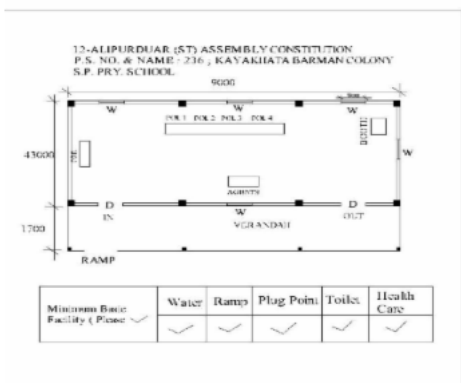 12-ALIPURDUAR (ST) ASSEMBLY CONSTITUTION
P.S. NO. & NAME : 236 , KAYAKHATA BARMAN COLONY
S.P. PRY. SCHOOL
9000
W W W
POL 1 POL 2 POL 3 POL 4
BOOTH
43000
W
D D
IN W OUT
VERANDAH
1700
RAMP
Minimum Basic Facility ( Please ✓
Water Ramp Plug Point Toilet Health Care
✓ ✓ ✓ ✓ ✓